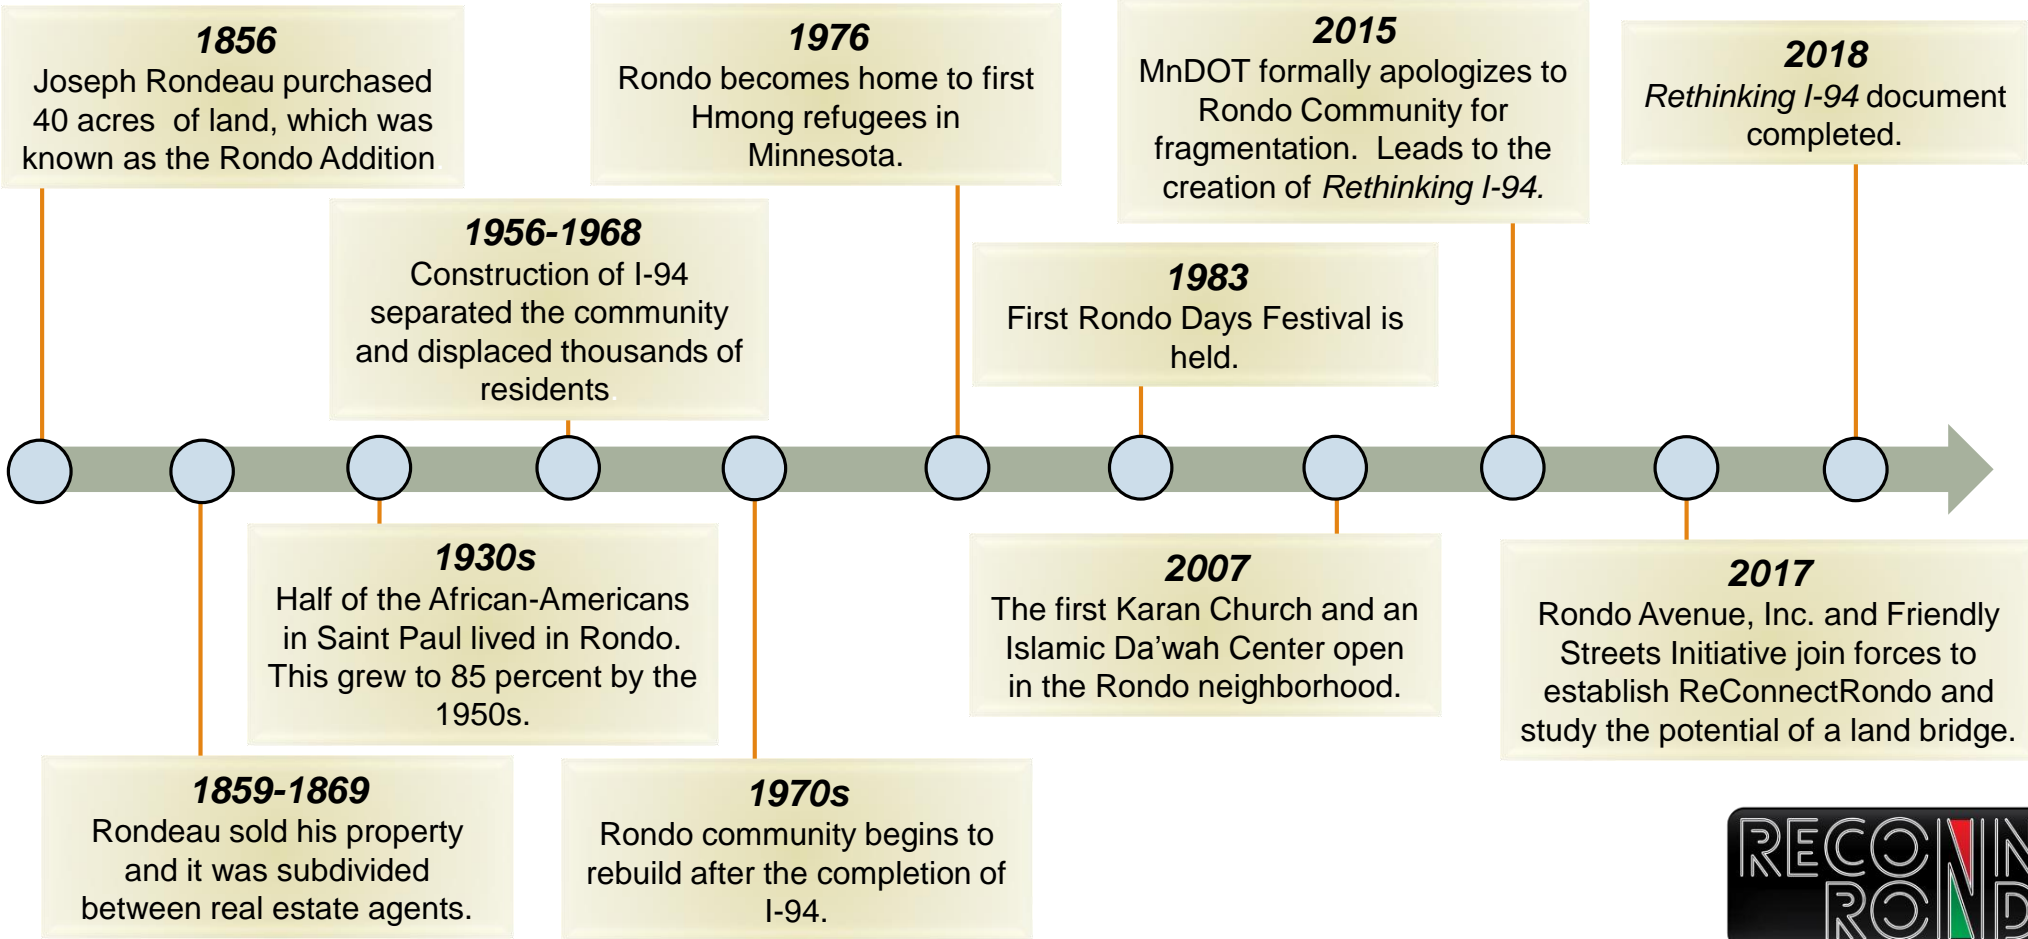 1856
Joseph Rondeau purchased
40 acres of land, which was
known as the Rondo Addition.
1859-1869
Rondeau sold his property
and it was subdivided
between real estate agents.
1930s
Half of the African-Americans
in Saint Paul lived in Rondo.
This grew to 85 percent by the
1950s.
1956-1968
Construction of I-94
separated the community
and displaced thousands of
residents.
1970s
Rondo community begins to
rebuild after the completion of
I-94.
1976
Rondo becomes home to first
Hmong refugees in
Minnesota.
1983
First Rondo Days Festival is
held.
2007
The first Karan Church and an
Islamic Da’wah Center open
in the Rondo neighborhood.
2015
MnDOT formally apologizes to
Rondo Community for
fragmentation. Leads to the
creation of Rethinking I-94.
2017
Rondo Avenue, Inc. and Friendly
Streets Initiative join forces to
establish ReConnectRondo and
study the potential of a land bridge.
2018
Rethinking I-94 document
completed.